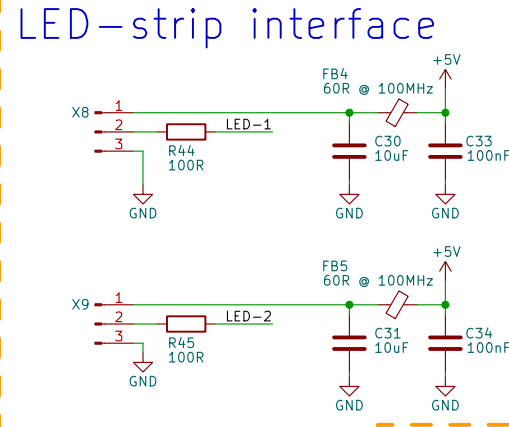 LED-strip interface
+5V
FB4
60R @ 100MHz
X8
1
2
3
LED-1
R44
100R
C30
10uF
C33
100nF
GND
GND
GND
+5V
FB5
60R @ 100MHz
X9
1
2
3
LED-2
R45
100R
C31
10uF
C34
100nF
GND
GND
GND